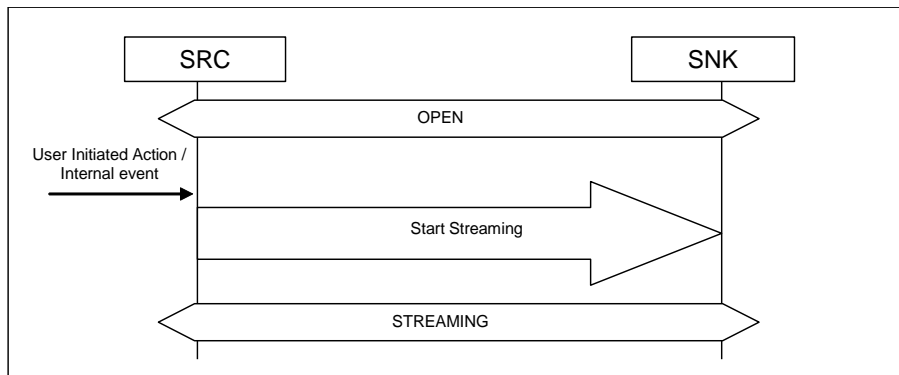 SRC
SNK
OPEN
User Initiated Action /
Internal event
Start Streaming
STREAMING